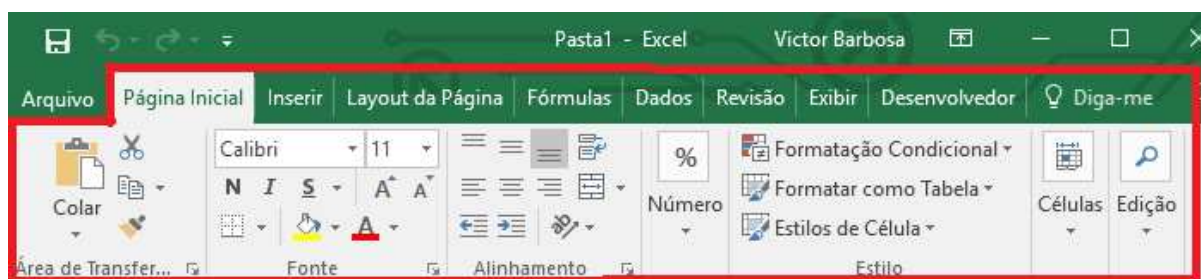 Pasta1 - Excel Victor Barbosa
Arquivo Página Inicial Inserir Layout da Página Fórmulas Dados Revisão Exibir Desenvolvedor Diga-me
Calibri 11 % Formatação Condicional
N I S A A Formatar como Tabela
Colar Número Células Edição
A Estilos de Célula
Área de Transfer... Fonte Alinhamento Estilo